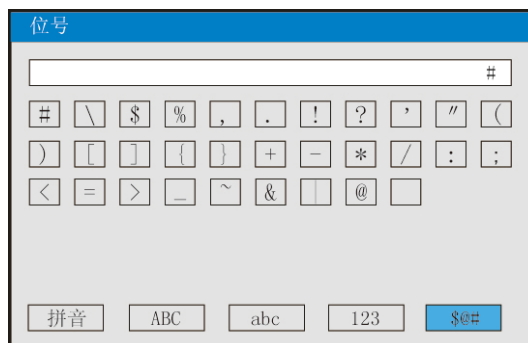 位号
#
# \ $ % , . ! ? ' " (
) [ ] { } + - * / : ;
< = > _ ~ & | @
拼音 ABC abc 123 $@#